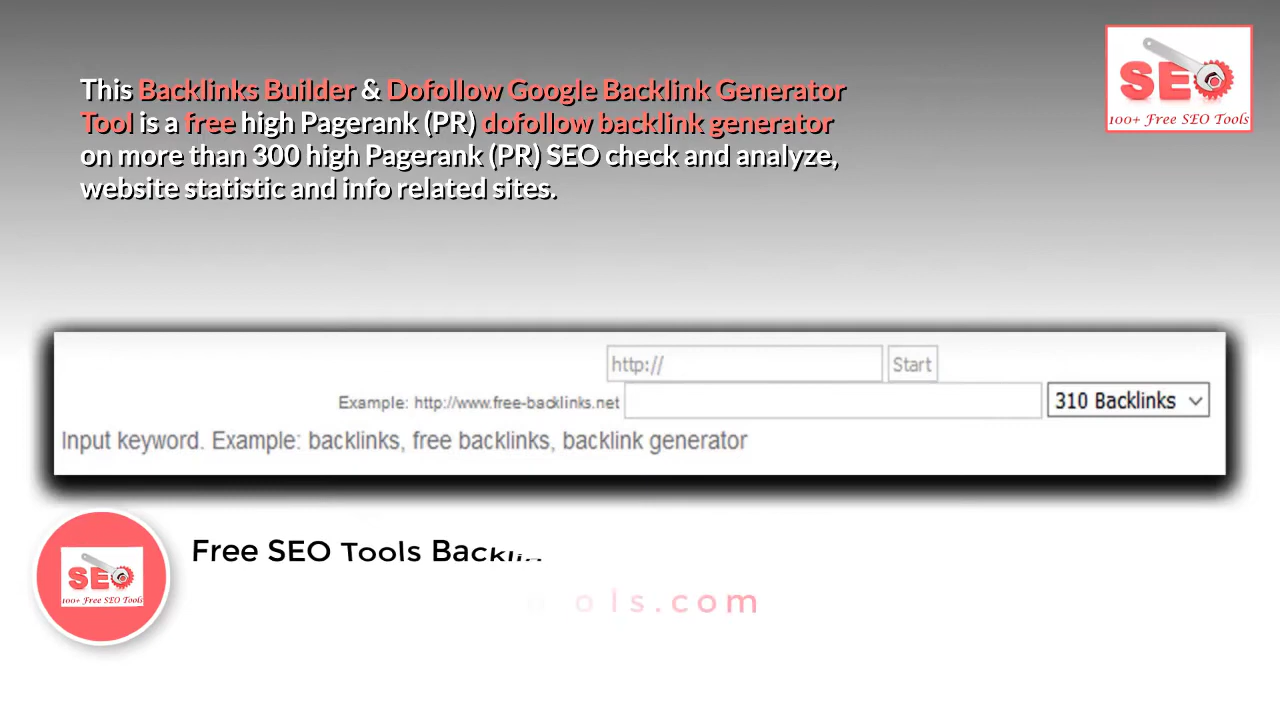 This Backlinks Builder & Dofollow Google Backlink Generator
Tool is a free high Pagerank (PR) dofollow backlink generator
on more than 300 high Pagerank (PR) SEO check and analyze,
website statistic and info related sites.
SEO
100+ Free SEO Tools
http://
Start
Example: http://www.free-backlinks.net
310 Backlinks
Input keyword. Example: backlinks, free backlinks, backlink generator
SEO
100+ Free SEO Tools
Free SEO Tools